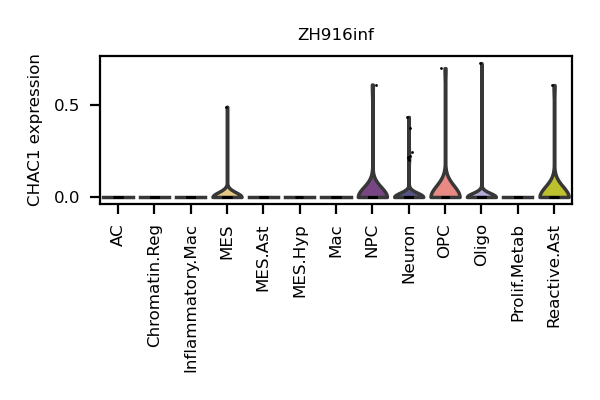 ZH916inf
CHAC1 expression
0.5
0.0
AC
Chromatin.Reg
Inflammatory.Mac
MES
MES.Ast
MES.Hyp
Mac
NPC
Neuron
OPC
Oligo
Prolif.Metab
Reactive.Ast